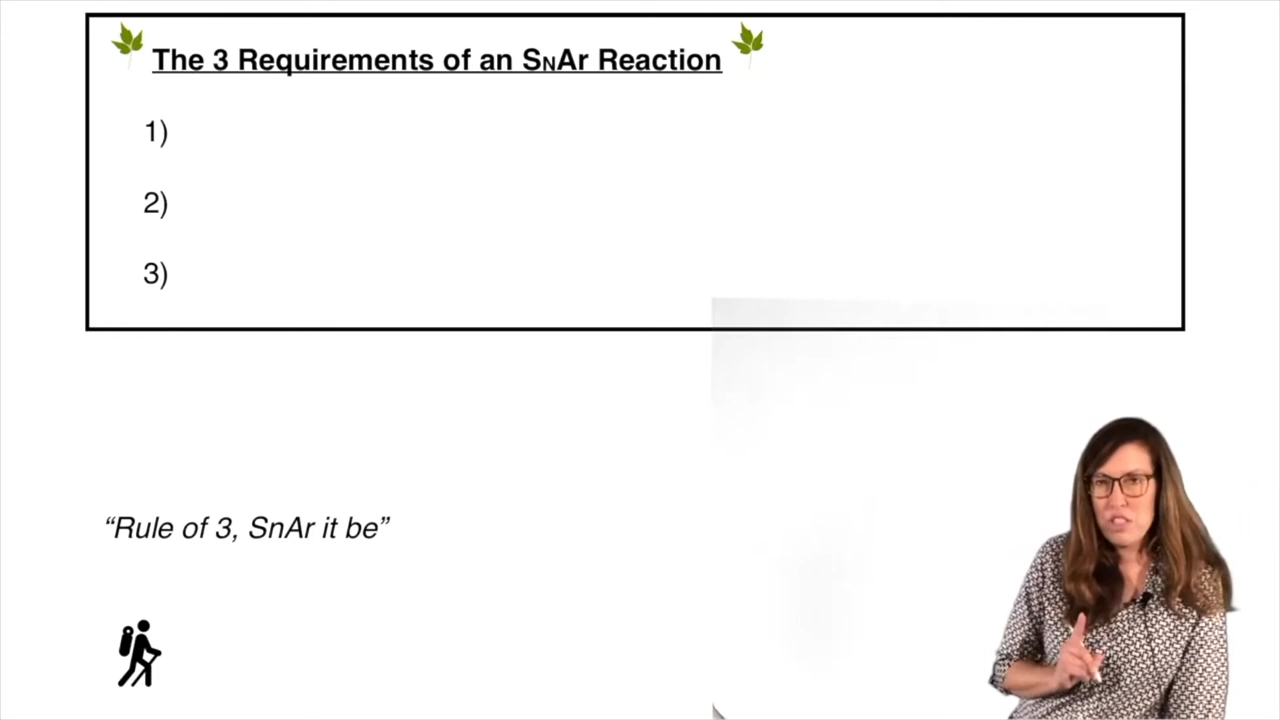 The 3 Requirements of an SNAr Reaction
1)
2)
3)
“Rule of 3, SnAr it be”